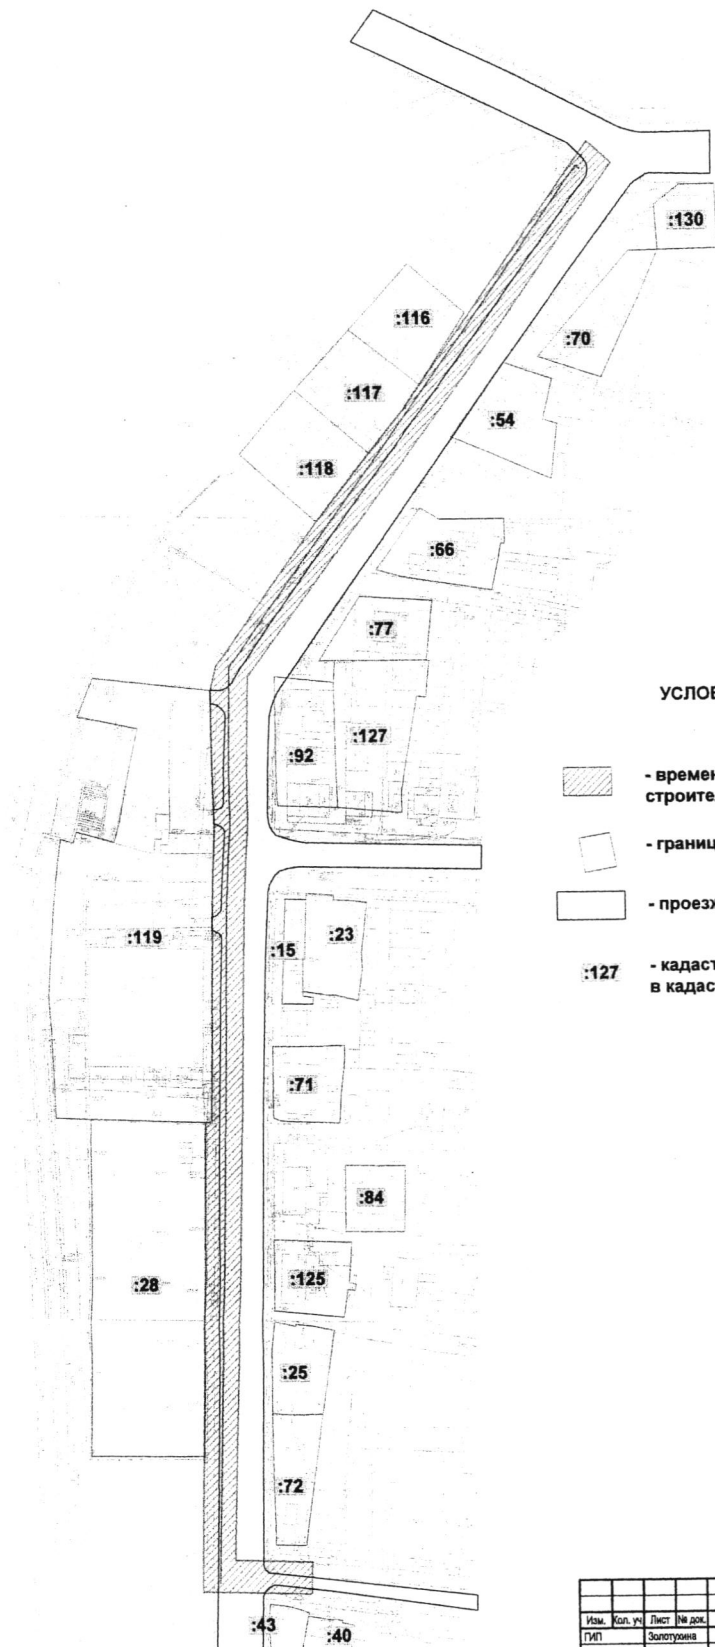 :130
:116
:70
:117
:54
:118
:66
:77
:127
:92
:119
:15
:23
:71
:84
:28
:125
:25
:72
:43
:40
УСЛОВ
- времен
строите
- границ
- проезж
:127
- кадаст
в кадас
Изм. Кол. уч Лист № док.
ГИП Золотухина